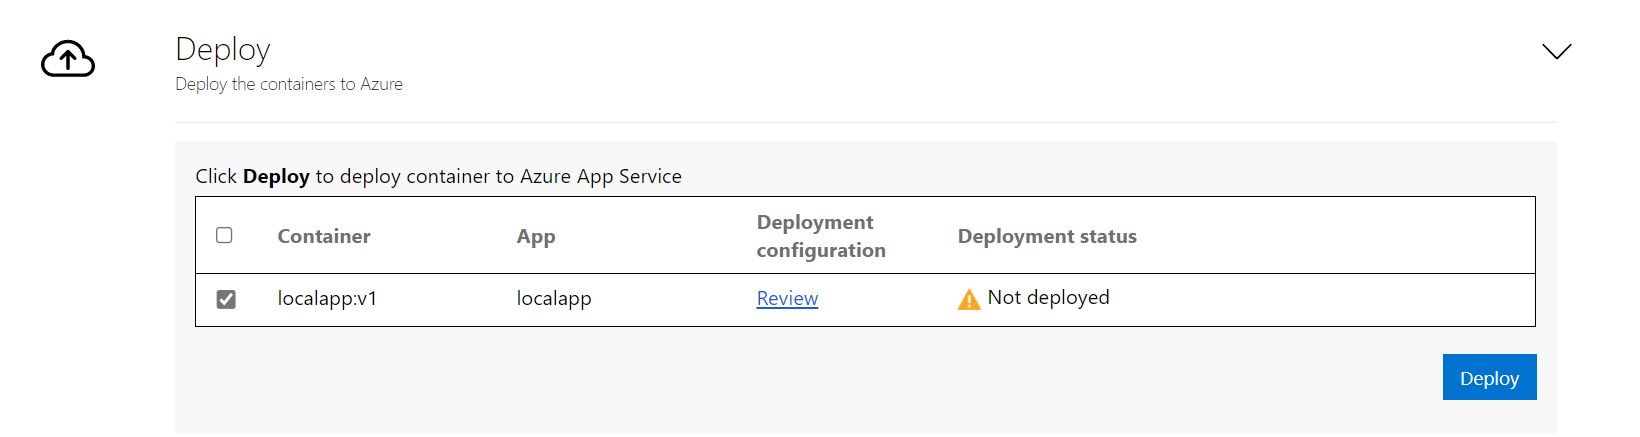 Deploy
Deploy the containers to Azure
Click Deploy to deploy container to Azure App Service
Container App Deployment configuration Deployment status
localapp:v1 localapp Review Not deployed
Deploy